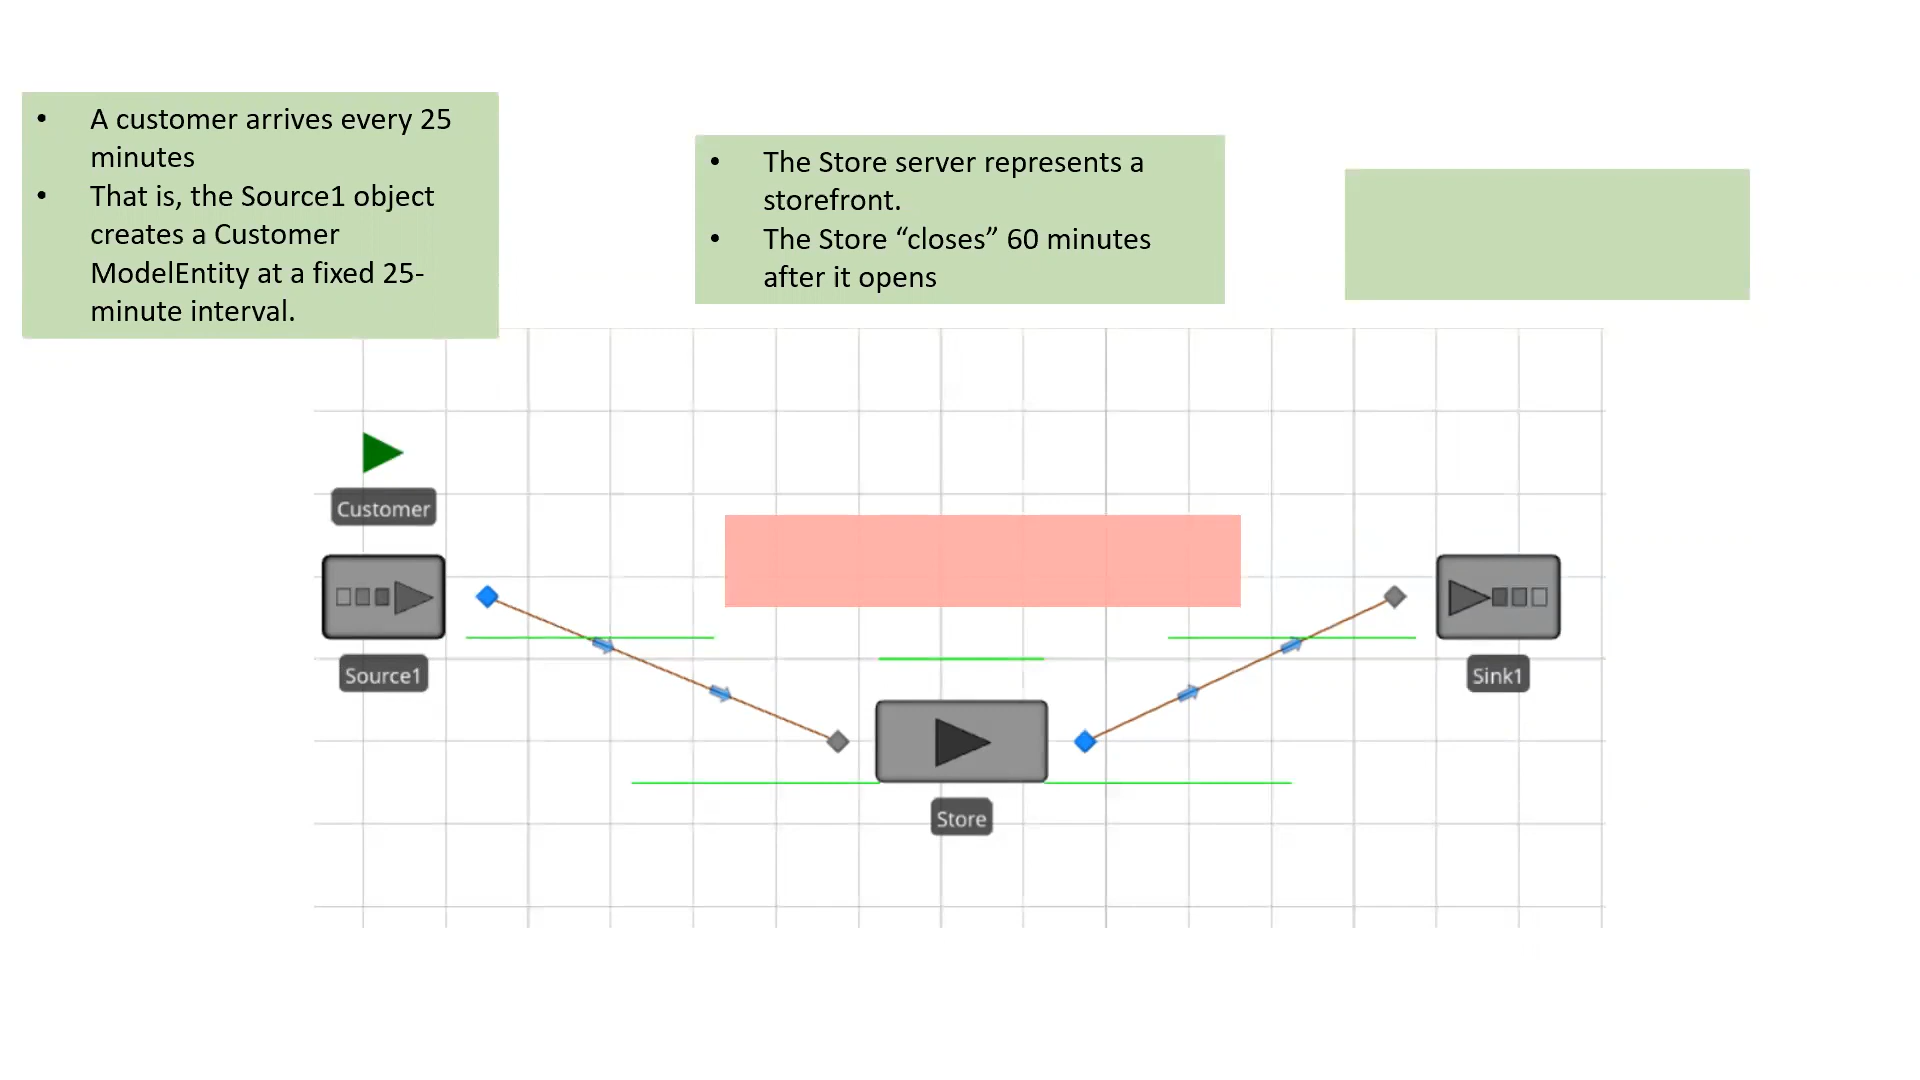 • A customer arrives every 25
minutes
• That is, the Source1 object
creates a Customer
ModelEntity at a fixed 25-
minute interval.
• The Store server represents a
storefront.
• The Store “closes” 60 minutes
after it opens
Customer
Source1
Store
Sink1